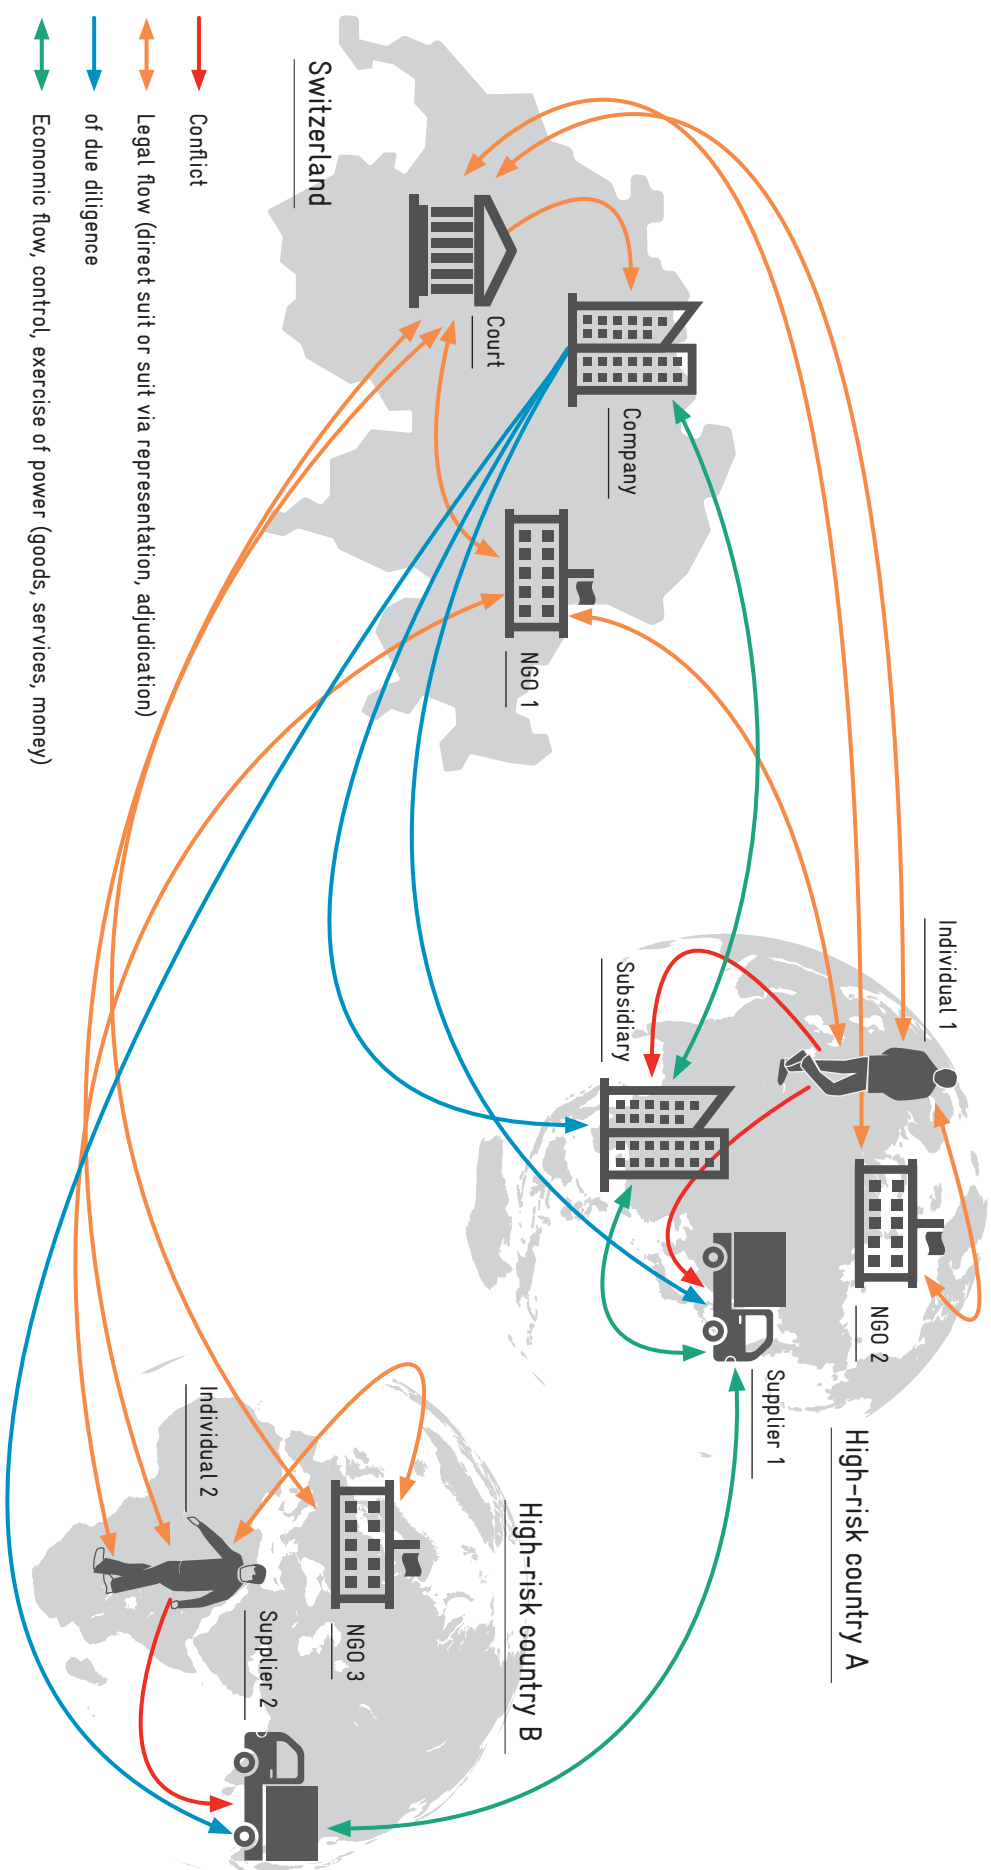 Switzerland
Court
Company
NGO 1
High-risk country A
Individual 1
Subsidiary
NGO 2
Supplier 1
High-risk country B
Individual 2
NGO 3
Supplier 2
Conflict
Legal flow (direct suit or suit via representation, adjudication)
of due diligence
Economic flow, control, exercise of power (goods, services, money)